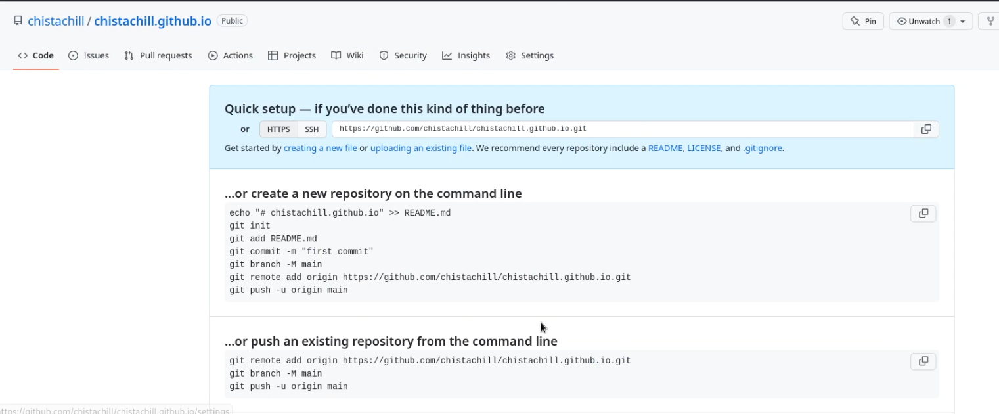 chistachill / chistachill.github.io Public Pin Unwatch 1
Code Issues Pull requests Actions Projects Wiki Security Insights Settings
Quick setup — if you’ve done this kind of thing before
or HTTPS SSH https://github.com/chistachill/chistachill.github.io.git
Get started by creating a new file or uploading an existing file. We recommend every repository include a README, LICENSE, and .gitignore.
…or create a new repository on the command line
echo "# chistachill.github.io" >> README.md
git init
git add README.md
git commit -m "first commit"
git branch -M main
git remote add origin https://github.com/chistachill/chistachill.github.io.git
git push -u origin main
…or push an existing repository from the command line
git remote add origin https://github.com/chistachill/chistachill.github.io.git
git branch -M main
git push -u origin main
ttps://github.com/chistachill/chistachill.github.io/settings